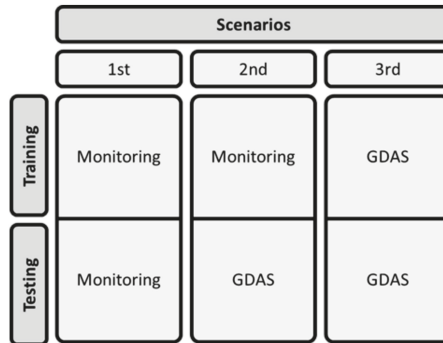 Scenarios
1st 2nd 3rd
Training Monitoring Monitoring GDAS
Testing Monitoring GDAS GDAS